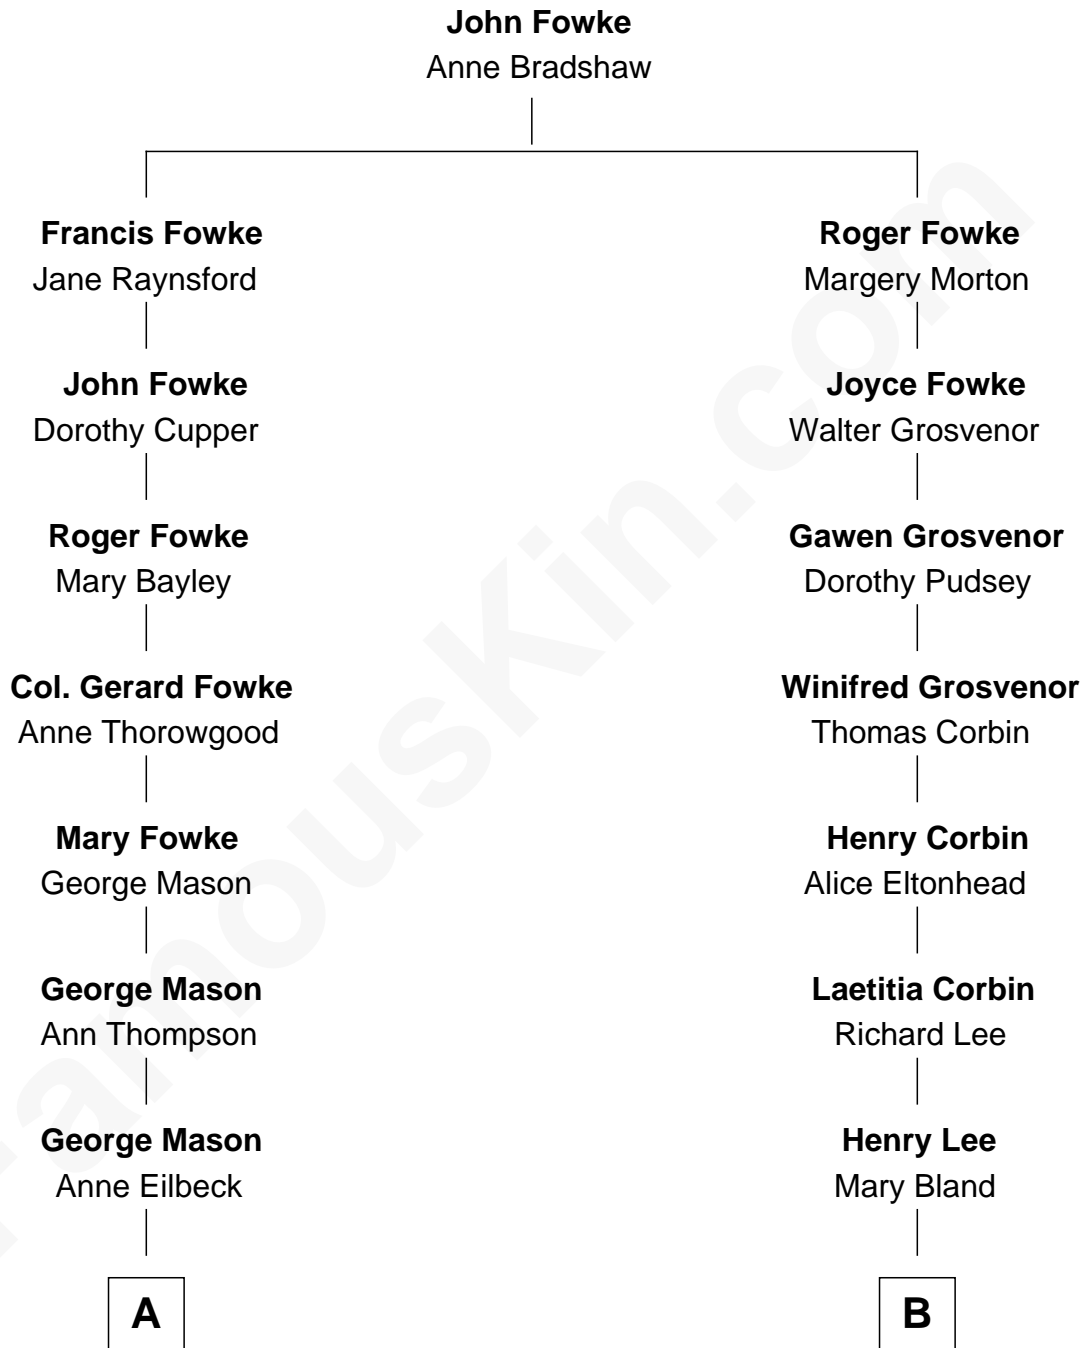 John Fowke
Anne Bradshaw
Francis Fowke
Jane Raynsford
Roger Fowke
Margery Morton
John Fowke
Dorothy Cupper
Joyce Fowke
Walter Grosvenor
Roger Fowke
Mary Bayley
Gawen Grosvenor
Dorothy Pudsey
Col. Gerard Fowke
Anne Thorowgood
Winifred Grosvenor
Thomas Corbin
Mary Fowke
George Mason
Henry Corbin
Alice Eltonhead
George Mason
Ann Thompson
Laetitia Corbin
Richard Lee
George Mason
Anne Eilbeck
Henry Lee
Mary Bland
A
B
FamousKin.com